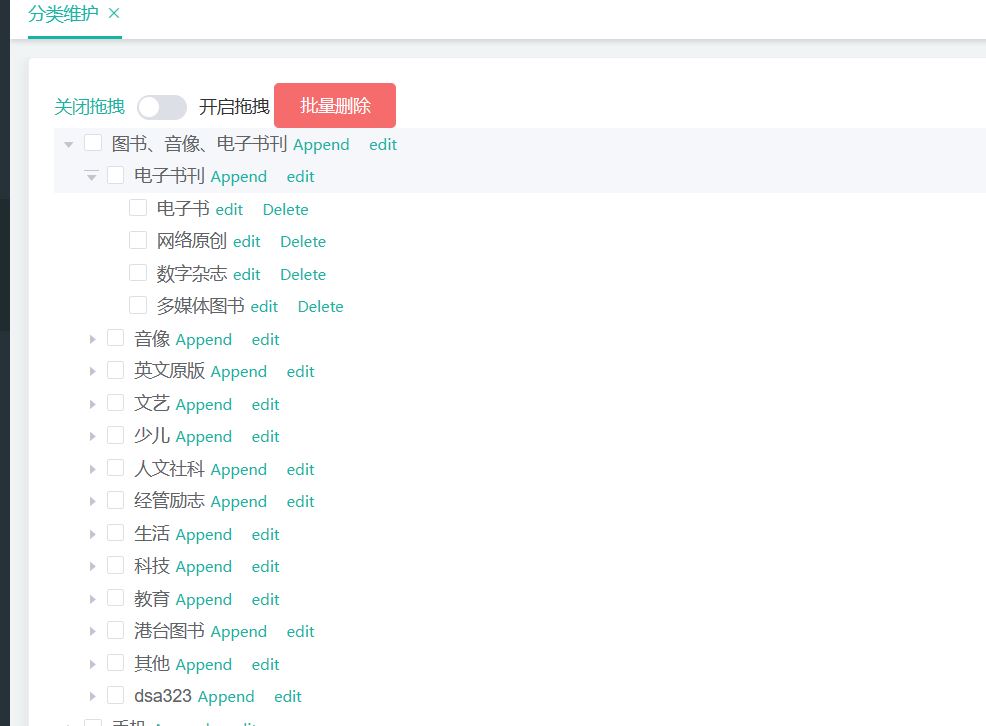 分类维护 ×
关闭拖拽 开启拖拽 批量删除
图书、音像、电子书刊 Append edit
电子书刊 Append edit
电子书 edit Delete
网络原创 edit Delete
数字杂志 edit Delete
多媒体图书 edit Delete
音像 Append edit
英文原版 Append edit
文艺 Append edit
少儿 Append edit
人文社科 Append edit
经管励志 Append edit
生活 Append edit
科技 Append edit
教育 Append edit
港台图书 Append edit
其他 Append edit
dsa323 Append edit
手机 Append edit